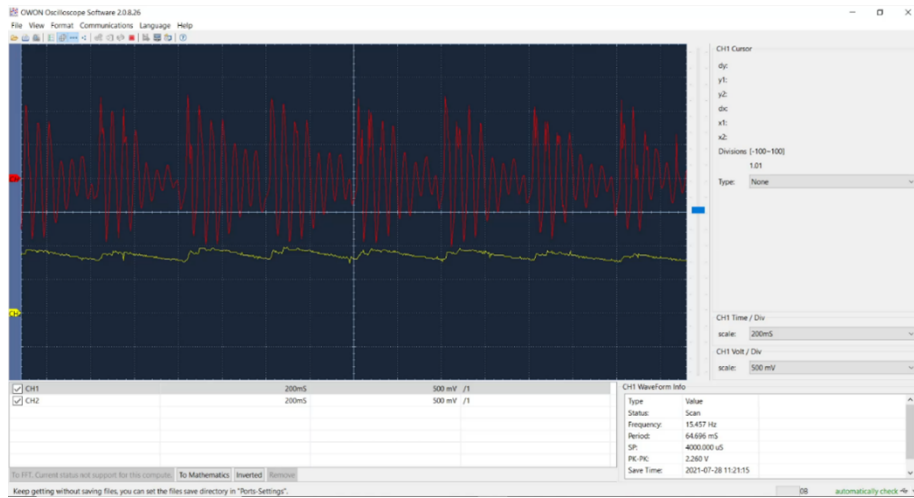 OWON Oscilloscope Software 2.0.8.26
File View Format Communications Language Help
CH1 Cursor
dy:
y1:
y2:
dx:
x1:
x2:
Divisions [-100~100]
1.01
Type: None
CH1 Time / Div
scale: 200mS
CH1 Volt / Div
scale: 500 mV
CH1 200mS 500 mV /1
CH2 200mS 500 mV /1
CH1 WaveForm Info
Type Value
Status: Scan
Frequency: 15.457 Hz
Period: 64.696 mS
SP: 4000.000 uS
PK-PK: 2.260 V
Save Time: 2021-07-28 11:21:15
To FFT, Current status not support for this compute. To Mathematics Inverted Remove
Keep getting without saving files, you can set the files save directory in "Ports-Settings".
0B automatically check